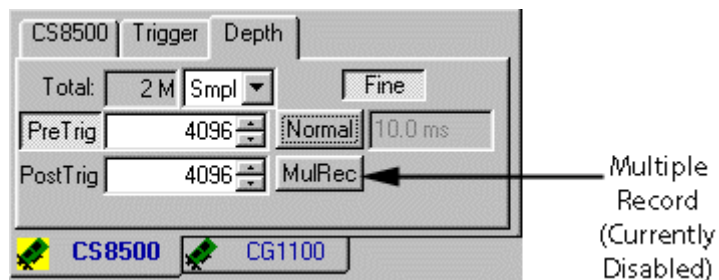 CS8500 Trigger Depth
Total: 2 M Smpl Fine
PreTrig 4096 Normal 10.0 ms
PostTrig 4096 MulRec
CS8500 CG1100
Multiple
Record
(Currently
Disabled)